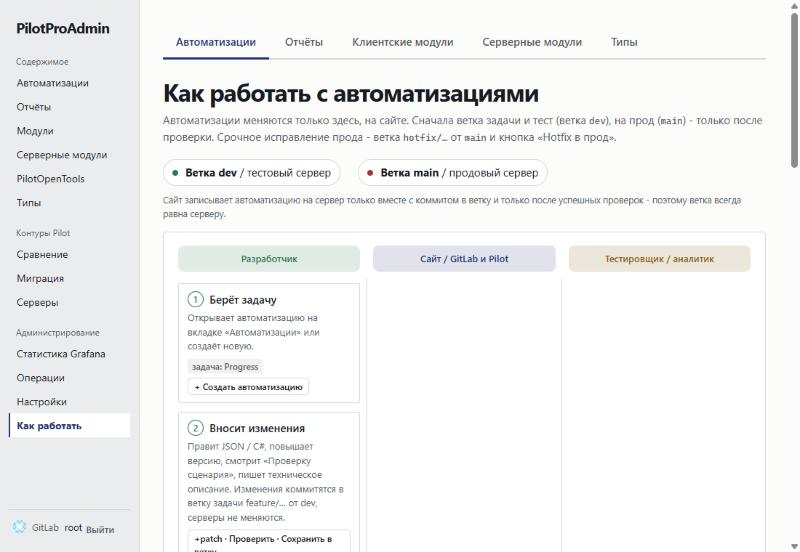 PilotProAdmin
Содержимое
Автоматизации
Отчёты
Модули
Серверные модули
PilotOpenTools
Типы
Контуры Pilot
Сравнение
Миграция
Серверы
Администрирование
Статистика Grafana
Операции
Настройки
Как работать
GitLab root Выйти
Автоматизации Отчёты Клиентские модули Серверные модули Типы
Как работать с автоматизациями
Автоматизации меняются только здесь, на сайте. Сначала ветка задачи и тест (ветка dev), на прод (main) - только после
проверки. Срочное исправление прода - ветка hotfix/… от main и кнопка «Hotfix в прод».
Ветка dev / тестовый сервер Ветка main / продовый сервер
Сайт записывает автоматизацию на сервер только вместе с коммитом в ветку и только после успешных проверок - поэтому ветка всегда
равна серверу.
Разработчик Сайт / GitLab и Pilot Тестировщик / аналитик
1 Берёт задачу
Открывает автоматизацию на
вкладке «Автоматизации» или
создаёт новую.
задача: Progress
+ Создать автоматизацию
2 Вносит изменения
Правит JSON / C#, повышает
версию, смотрит «Проверку
сценария», пишет техническое
описание. Изменения коммитятся в
ветку задачи feature/… от dev,
серверы не меняются.
+patch · Проверить · Сохранить в
ветку